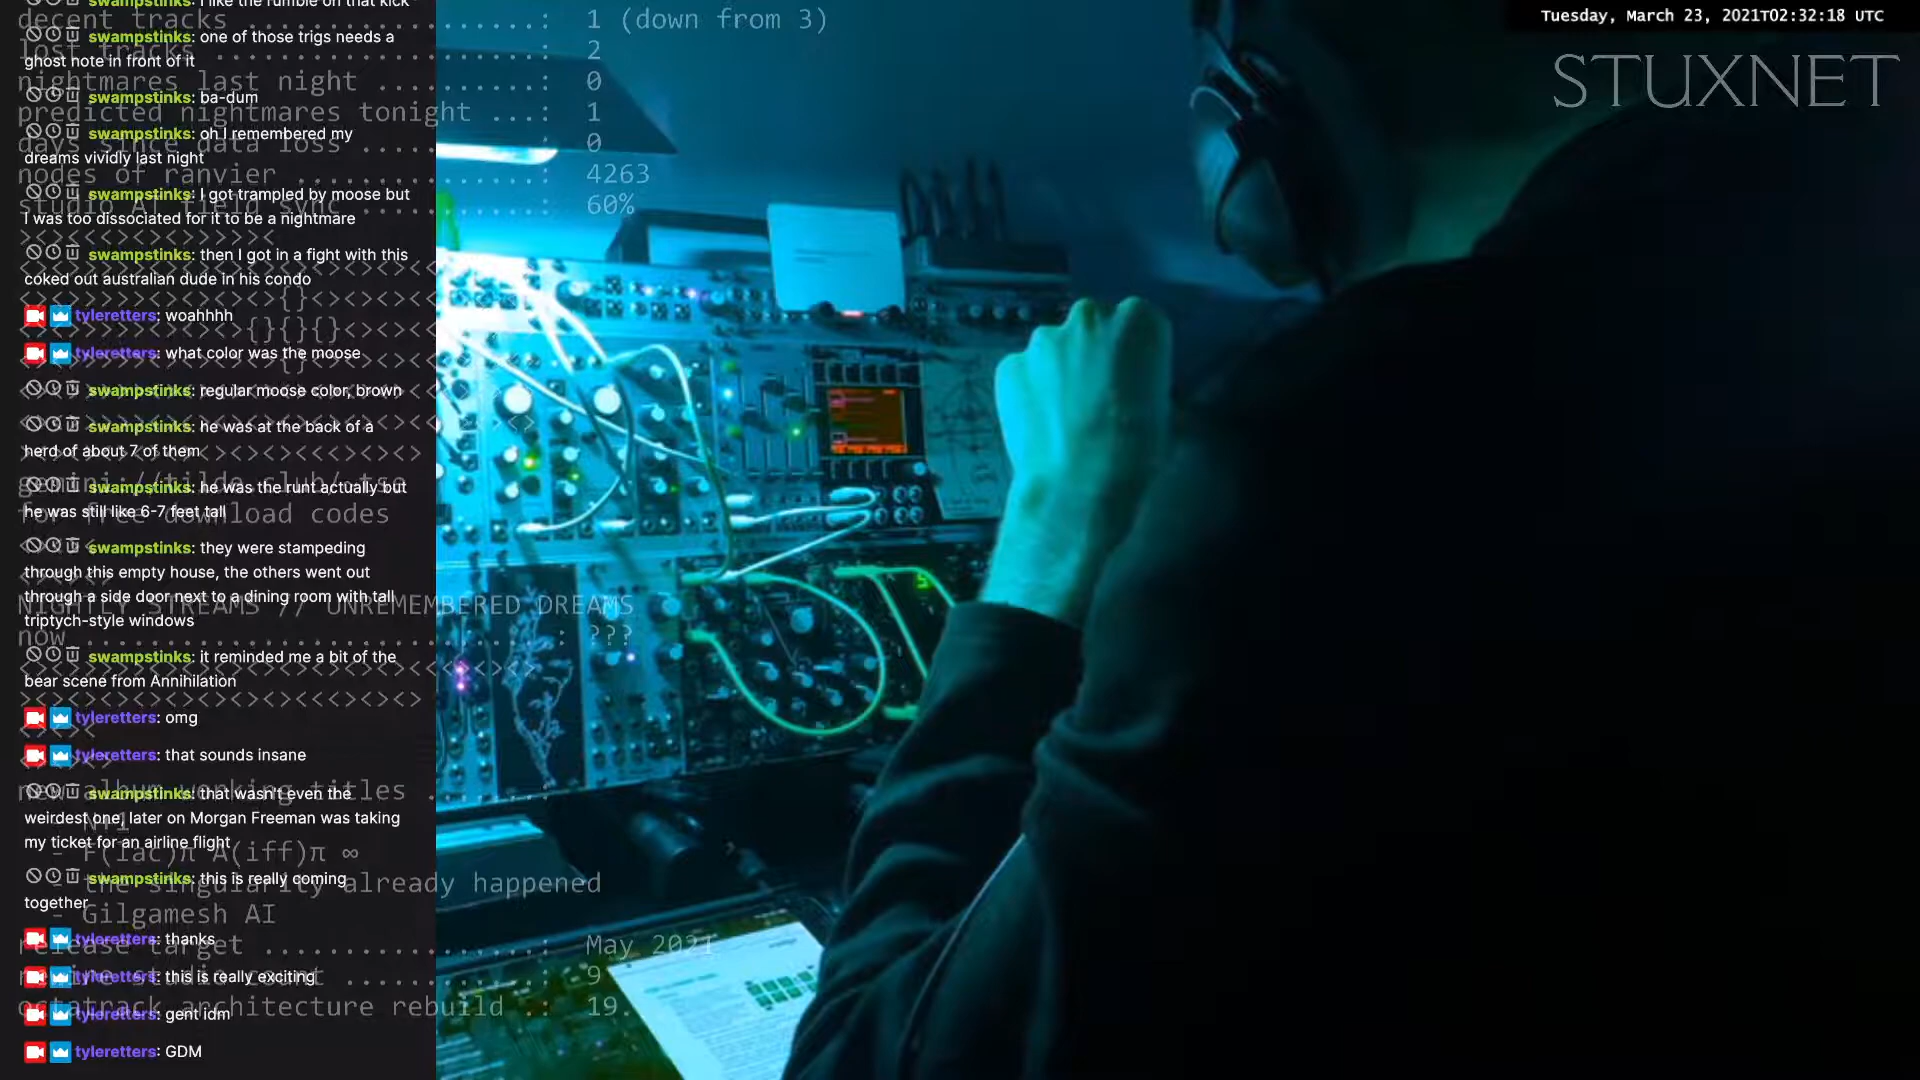 Tuesday, March 23, 2021T02:32:18 UTC
STUXNET
decent tracks : 1 (down from 3)
lost tracks : 2
nightmares last night : 0
predicted nightmares tonight ...: 1
days since data loss : 0
nodes of ranvier : 4263
studio AI field sync : 60%
gemini://tilde.club/
for free download codes
NIGHTLY STREAMS // UNREMEMBERED DREAMS
now : ???
new album working titles
- N+1
- F(lac)π A(iff)π ∞
- the singularity already happened
- Gilgamesh AI
release target : May 2021
studio count : 9
octatrack architecture rebuild .: 19.
swampstinks: I like the rumble on that kick
swampstinks: one of those trigs needs a
ghost note in front of it
swampstinks: ba-dum
swampstinks: oh I remembered my
dreams vividly last night
swampstinks: I got trampled by moose but
I was too dissociated for it to be a nightmare
swampstinks: then I got in a fight with this
coked out australian dude in his condo
tyleretters: woahhhh
tyleretters: what color was the moose
swampstinks: regular moose color, brown
swampstinks: he was at the back of a
herd of about 7 of them
swampstinks: he was the runt actually but
he was still like 6-7 feet tall
swampstinks: they were stampeding
through this empty house, the others went out
through a side door next to a dining room with tall
triptych-style windows
swampstinks: it reminded me a bit of the
bear scene from Annihilation
tyleretters: omg
tyleretters: that sounds insane
swampstinks: that wasn't even the
weirdest one, later on Morgan Freeman was taking
my ticket for an airline flight
swampstinks: this is really coming
together
tyleretters: thanks
tyleretters: this is really exciting
tyleretters: gent idm
tyleretters: GDM